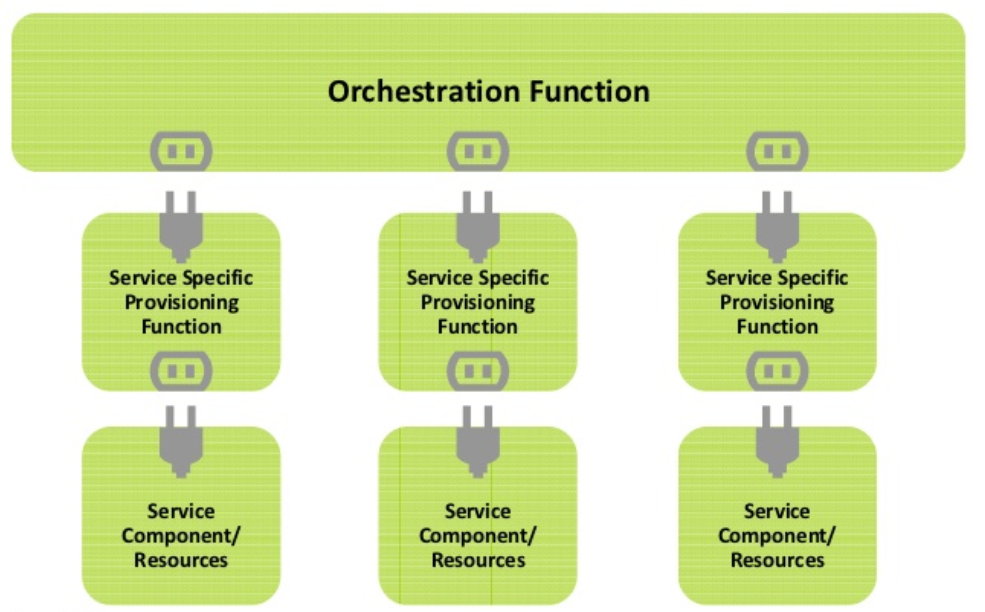 Orchestration Function
Service Specific
Provisioning
Function
Service Specific
Provisioning
Function
Service Specific
Provisioning
Function
Service
Component/
Resources
Service
Component/
Resources
Service
Component/
Resources